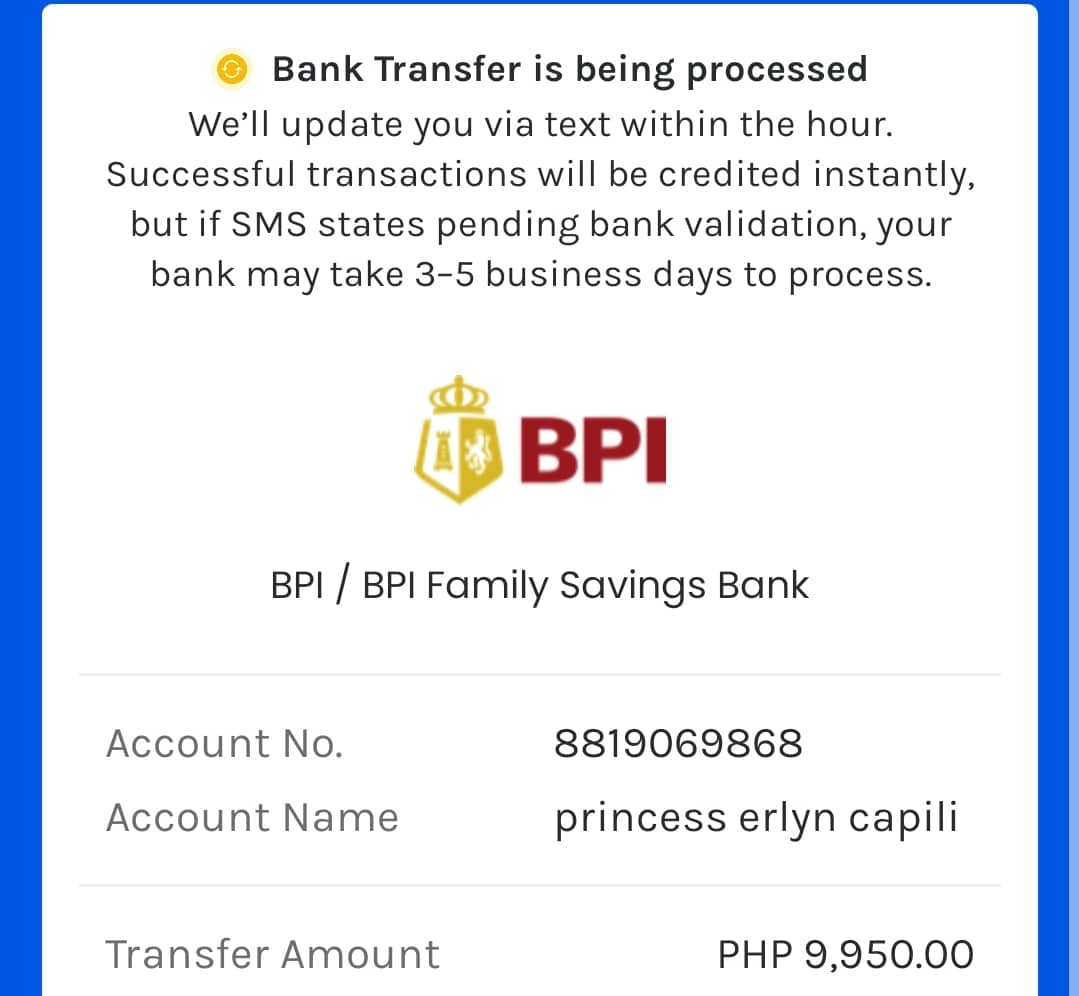 Bank Transfer is being processed
We’ll update you via text within the hour.
Successful transactions will be credited instantly,
but if SMS states pending bank validation, your
bank may take 3–5 business days to process.
BPI
BPI / BPI Family Savings Bank
Account No. 8819069868
Account Name princess erlyn capili
Transfer Amount PHP 9,950.00